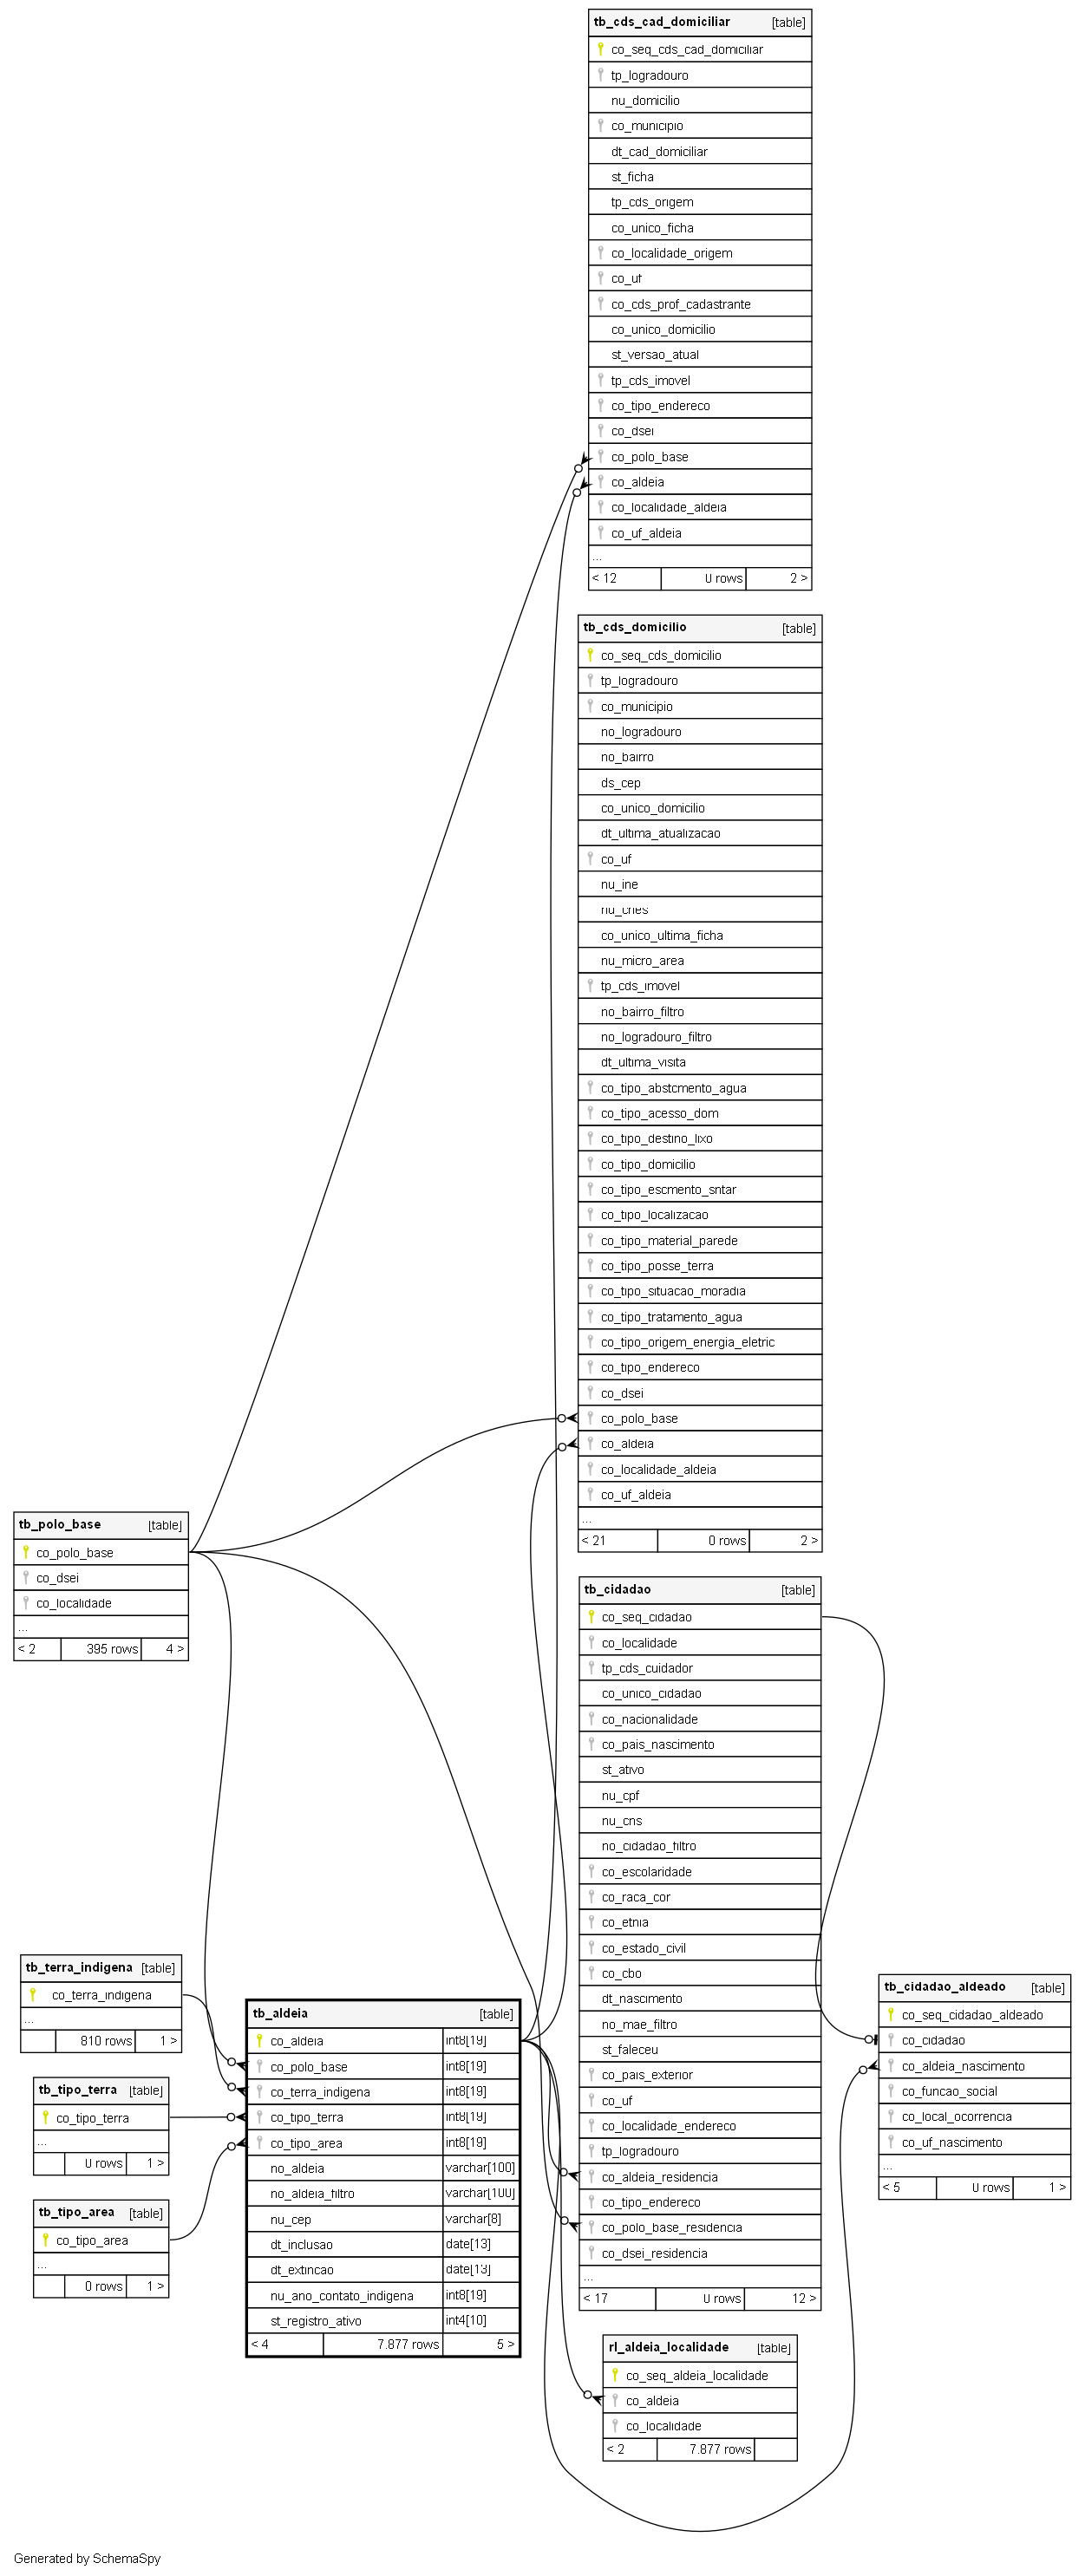 tb_cds_cad_domiciliar [table]
co_seq_cds_cad_domiciliar
tp_logradouro
nu_domicilio
co_municipio
dt_cad_domiciliar
st_ficha
tp_cds_origem
co_unico_ficha
co_localidade_origem
co_uf
co_cds_prof_cadastrante
co_unico_domicilio
st_versao_atual
tp_cds_imovel
co_tipo_endereco
co_dsei
co_polo_base
co_aldeia
co_localidade_aldeia
co_uf_aldeia
...
< 12 0 rows 2 >
tb_cds_domicilio [table]
co_seq_cds_domicilio
tp_logradouro
co_municipio
no_logradouro
no_bairro
ds_cep
co_unico_domicilio
dt_ultima_atualizacao
co_uf
nu_ine
nu_cnes
co_unico_ultima_ficha
nu_micro_area
tp_cds_imovel
no_bairro_filtro
no_logradouro_filtro
dt_ultima_visita
co_tipo_abstcmento_agua
co_tipo_acesso_dom
co_tipo_destino_lixo
co_tipo_domicilio
co_tipo_escmento_sntar
co_tipo_localizacao
co_tipo_material_parede
co_tipo_posse_terra
co_tipo_situacao_moradia
co_tipo_tratamento_agua
co_tipo_origem_energia_eletric
co_tipo_endereco
co_dsei
co_polo_base
co_aldeia
co_localidade_aldeia
co_uf_aldeia
...
< 21 0 rows 2 >
tb_polo_base [table]
co_polo_base
co_dsei
co_localidade
...
< 2 395 rows 4 >
tb_cidadao [table]
co_seq_cidadao
co_localidade
tp_cds_cuidador
co_unico_cidadao
co_nacionalidade
co_pais_nascimento
st_ativo
nu_cpf
nu_cns
no_cidadao_filtro
co_escolaridade
co_raca_cor
co_etnia
co_estado_civil
co_cbo
dt_nascimento
no_mae_filtro
st_faleceu
co_pais_exterior
co_uf
co_localidade_endereco
tp_logradouro
co_aldeia_residencia
co_tipo_endereco
co_polo_base_residencia
co_dsei_residencia
...
< 17 0 rows 12 >
tb_terra_indigena [table]
co_terra_indigena
...
810 rows 1 >
tb_tipo_terra [table]
co_tipo_terra
...
0 rows 1 >
tb_tipo_area [table]
co_tipo_area
...
0 rows 1 >
tb_aldeia [table]
co_aldeia int8[19]
co_polo_base int8[19]
co_terra_indigena int8[19]
co_tipo_terra int8[19]
co_tipo_area int8[19]
no_aldeia varchar[100]
no_aldeia_filtro varchar[100]
nu_cep varchar[8]
dt_inclusao date[13]
dt_extincao date[13]
nu_ano_contato_indigena int8[19]
st_registro_ativo int4[10]
< 4 7.877 rows 5 >
tb_cidadao_aldeado [table]
co_seq_cidadao_aldeado
co_cidadao
co_aldeia_nascimento
co_funcao_social
co_local_ocorrencia
co_uf_nascimento
...
< 5 0 rows 1 >
rl_aldeia_localidade [table]
co_seq_aldeia_localidade
co_aldeia
co_localidade
< 2 7.877 rows
Generated by SchemaSpy